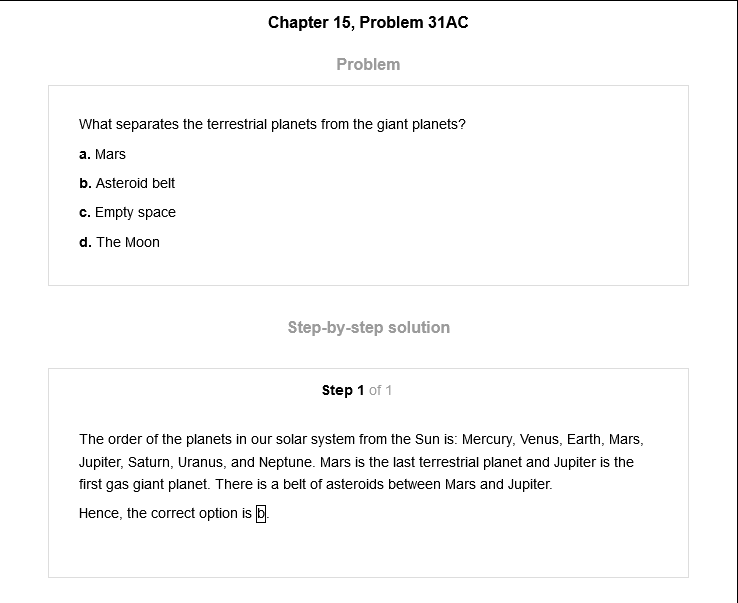 Chapter 15, Problem 31AC
Problem
What separates the terrestrial planets from the giant planets?
a. Mars
b. Asteroid belt
c. Empty space
d. The Moon
Step-by-step solution
Step 1 of 1
The order of the planets in our solar system from the Sun is: Mercury, Venus, Earth, Mars,
Jupiter, Saturn, Uranus, and Neptune. Mars is the last terrestrial planet and Jupiter is the
first gas giant planet. There is a belt of asteroids between Mars and Jupiter.
Hence, the correct option is b.